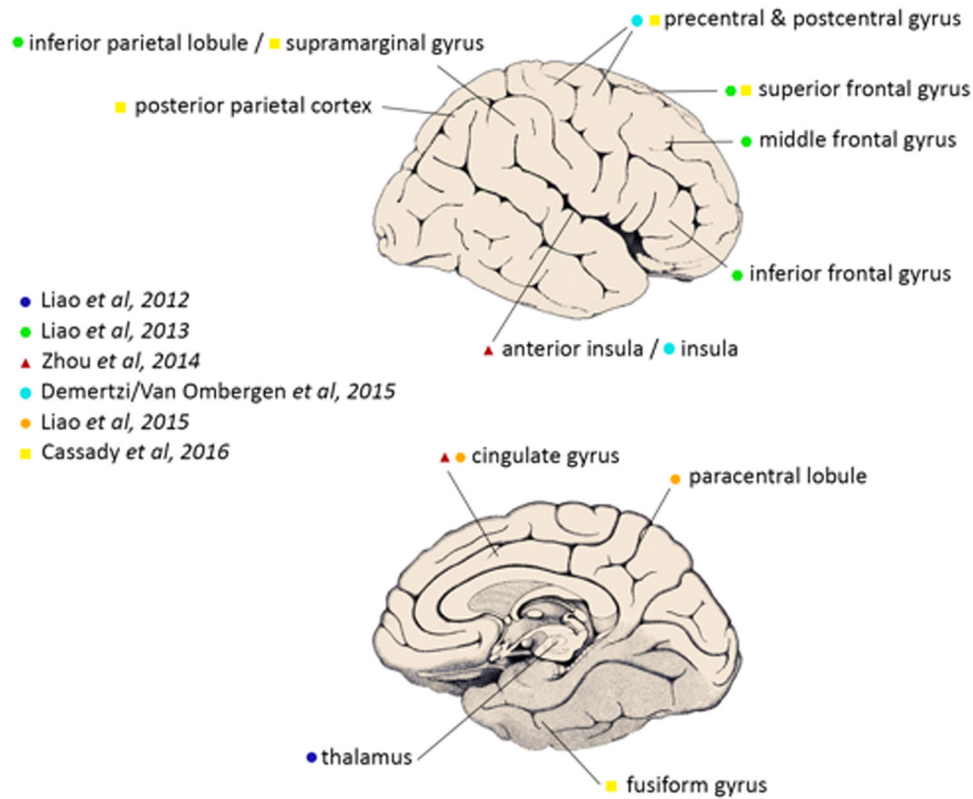 precentral & postcentral gyrus
inferior parietal lobule / supramarginal gyrus
superior frontal gyrus
posterior parietal cortex
middle frontal gyrus
inferior frontal gyrus
Liao et al, 2012
Liao et al, 2013
anterior insula / insula
Zhou et al, 2014
Demertzi/Van Ombergen et al, 2015
Liao et al, 2015
Cassady et al, 2016
cingulate gyrus
paracentral lobule
thalamus
fusiform gyrus